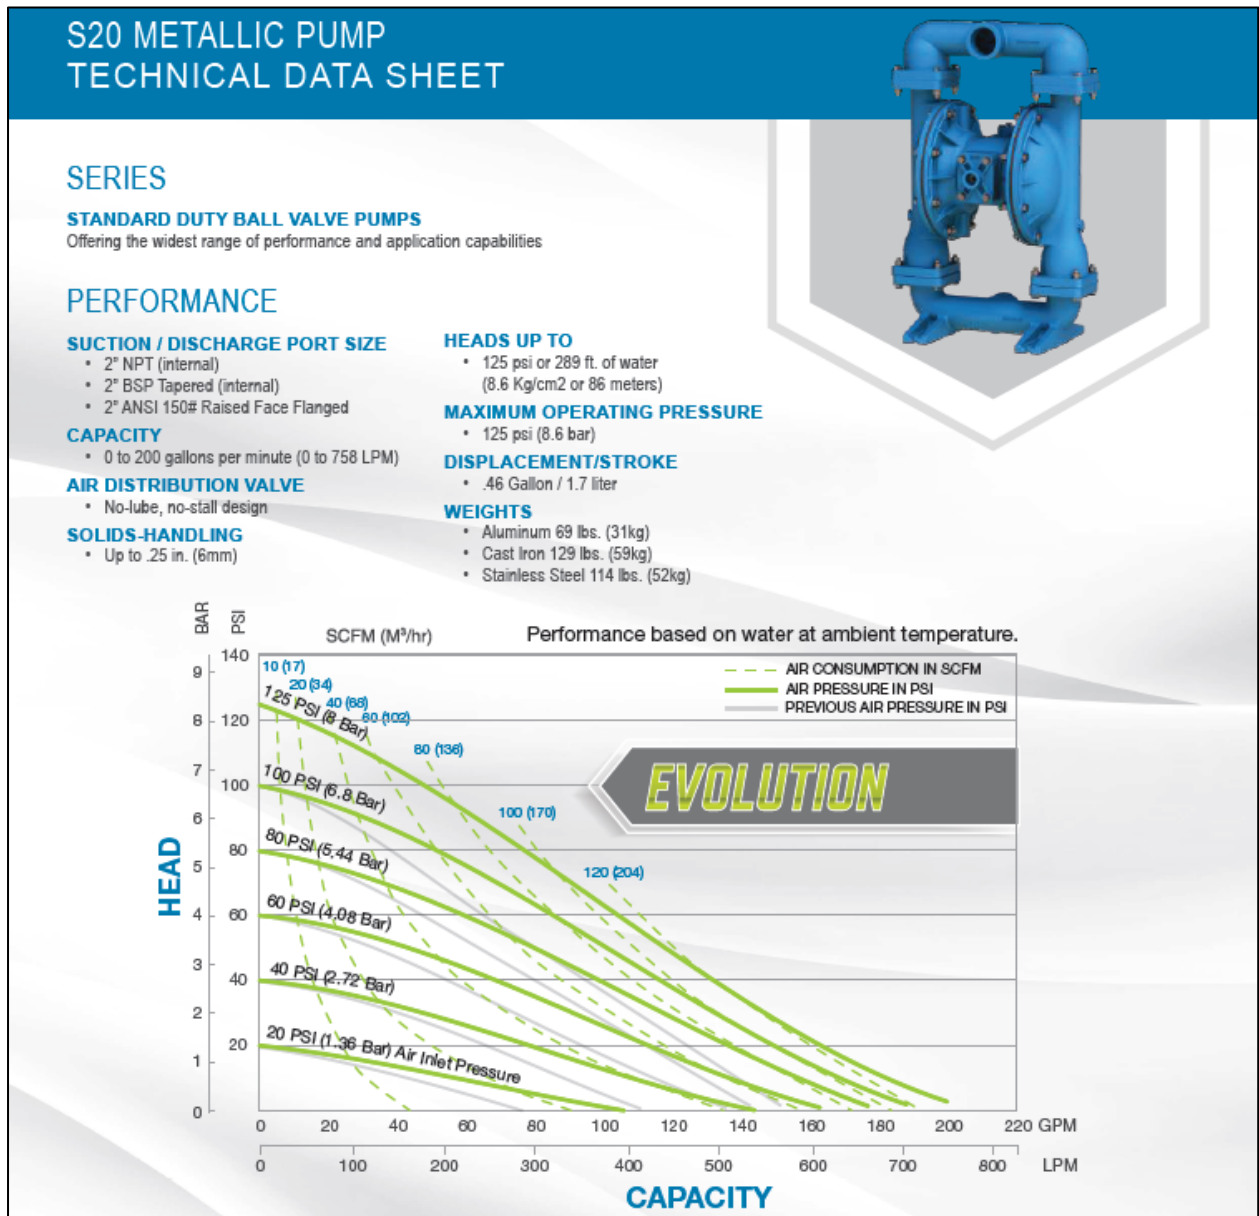 S20 METALLIC PUMP
TECHNICAL DATA SHEET
SERIES
STANDARD DUTY BALL VALVE PUMPS
Offering the widest range of performance and application capabilities
PERFORMANCE
SUCTION / DISCHARGE PORT SIZE
• 2" NPT (internal)
• 2" BSP Tapered (internal)
• 2" ANSI 150# Raised Face Flanged
CAPACITY
• 0 to 200 gallons per minute (0 to 758 LPM)
AIR DISTRIBUTION VALVE
• No-lube, no-stall design
SOLIDS-HANDLING
• Up to .25 in. (6mm)
HEADS UP TO
• 125 psi or 289 ft. of water
(8.6 Kg/cm2 or 86 meters)
MAXIMUM OPERATING PRESSURE
• 125 psi (8.6 bar)
DISPLACEMENT/STROKE
• .46 Gallon / 1.7 liter
WEIGHTS
• Aluminum 69 lbs. (31kg)
• Cast Iron 129 lbs. (59kg)
• Stainless Steel 114 lbs. (52kg)
BAR
PSI
SCFM (M³/hr)
Performance based on water at ambient temperature.
AIR CONSUMPTION IN SCFM
AIR PRESSURE IN PSI
PREVIOUS AIR PRESSURE IN PSI
EVOLUTION
HEAD
9
8
7
6
5
4
3
2
1
0
140
120
100
80
60
40
20
10 (17)
20 (34)
40 (68)
60 (102)
80 (136)
100 (170)
120 (204)
125 PSI (8 Bar)
100 PSI (6.8 Bar)
80 PSI (5.44 Bar)
60 PSI (4.08 Bar)
40 PSI (2.72 Bar)
20 PSI (1.36 Bar) Air Inlet Pressure
0 20 40 60 80 100 120 140 160 180 200 220 GPM
0 100 200 300 400 500 600 700 800 LPM
CAPACITY